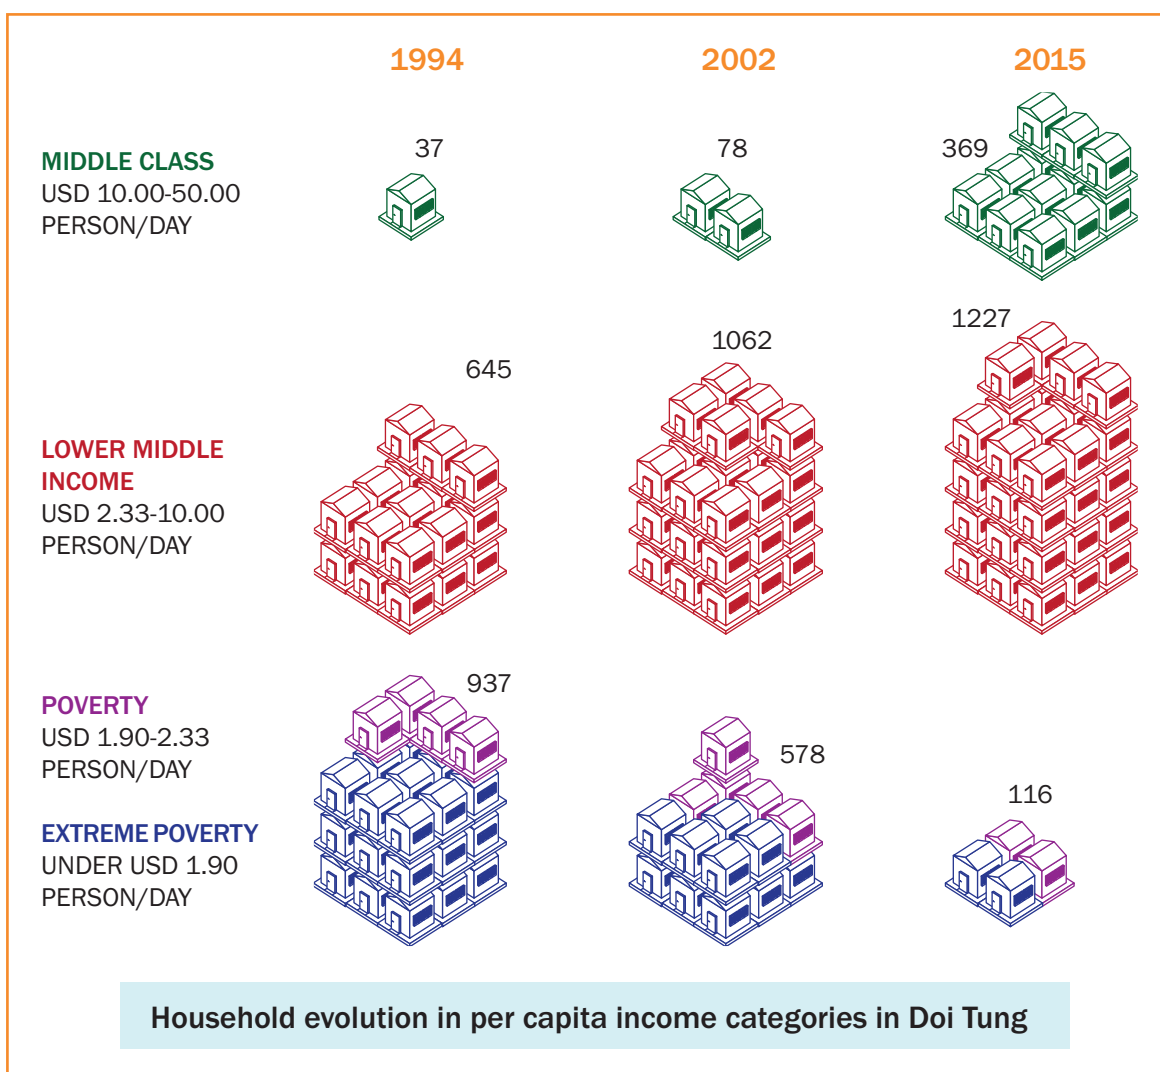 1994
2002
2015
MIDDLE CLASS
USD 10.00-50.00
PERSON/DAY
37
78
369
LOWER MIDDLE
INCOME
USD 2.33-10.00
PERSON/DAY
645
1062
1227
POVERTY
USD 1.90-2.33
PERSON/DAY
EXTREME POVERTY
UNDER USD 1.90
PERSON/DAY
937
578
116
Household evolution in per capita income categories in Doi Tung